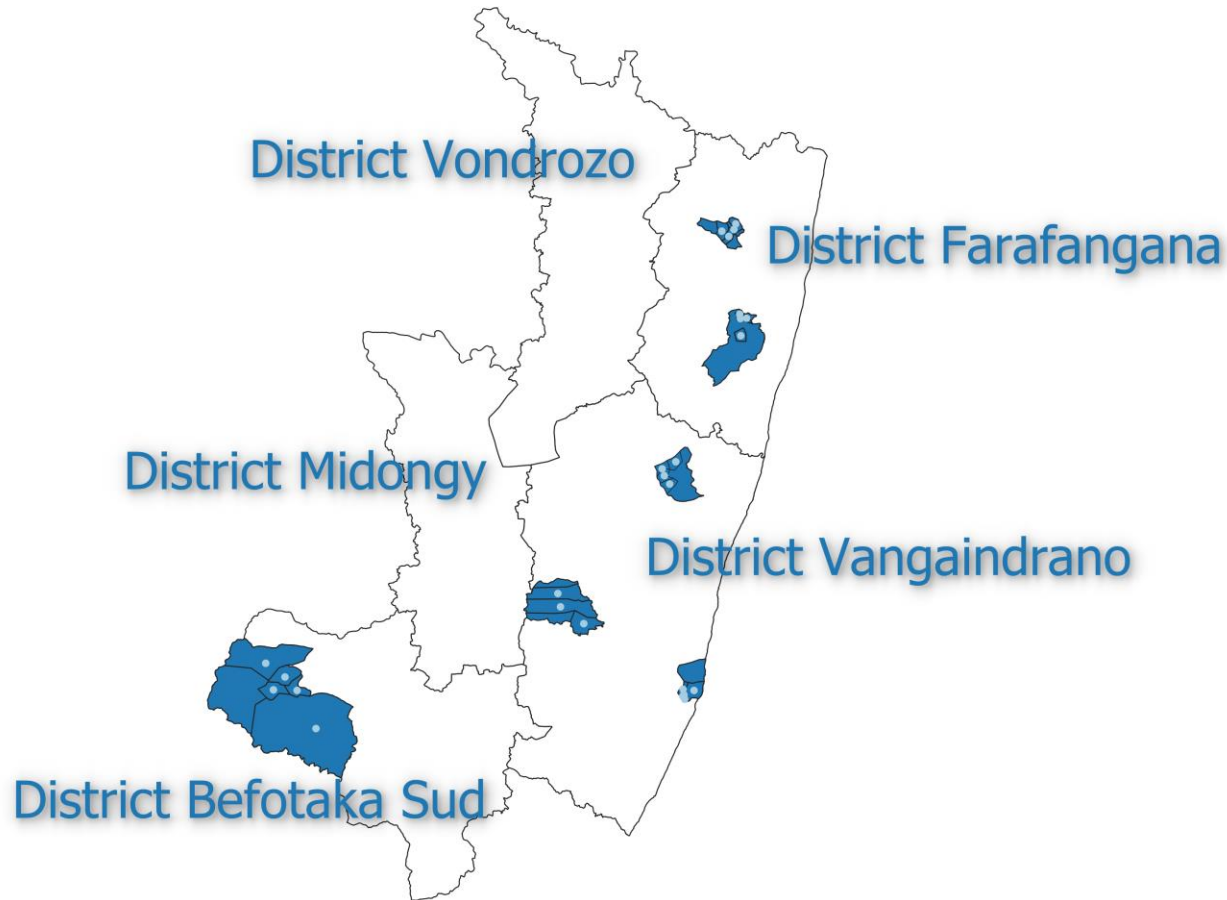 District Vondrozo
District Farafangana
District Midongy
District Vangaindrano
District Befotaka Sud